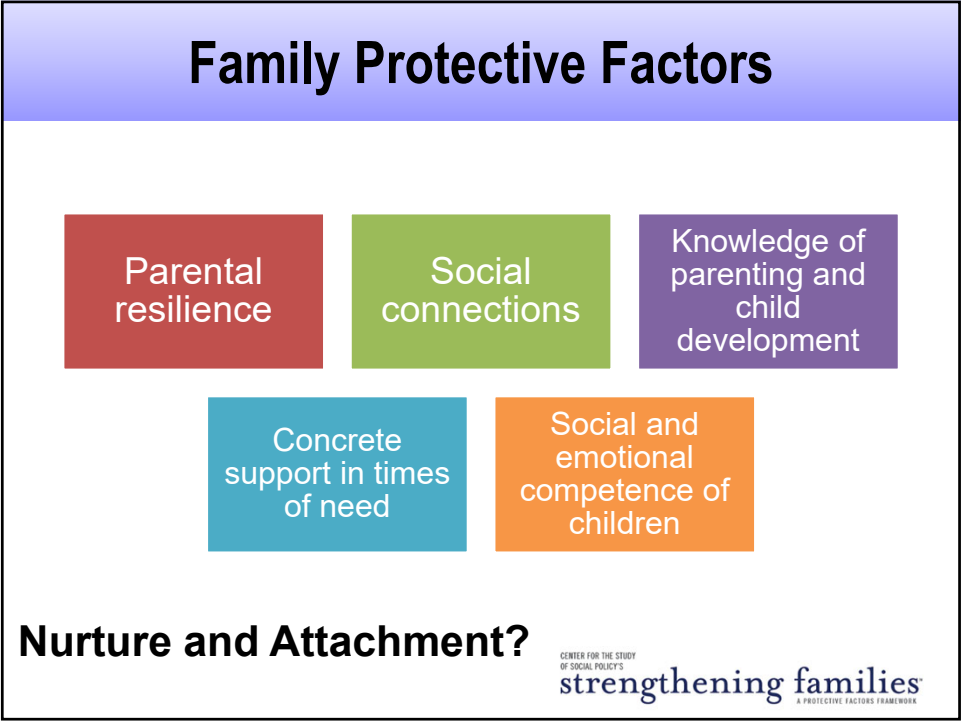 Family Protective Factors
Parental
resilience
Social
connections
Knowledge of
parenting and
child
development
Concrete
support in times
of need
Social and
emotional
competence of
children
Nurture and Attachment?
CENTER FOR THE STUDY
OF SOCIAL POLICY'S
strengthening families™
A PROTECTIVE FACTORS FRAMEWORK